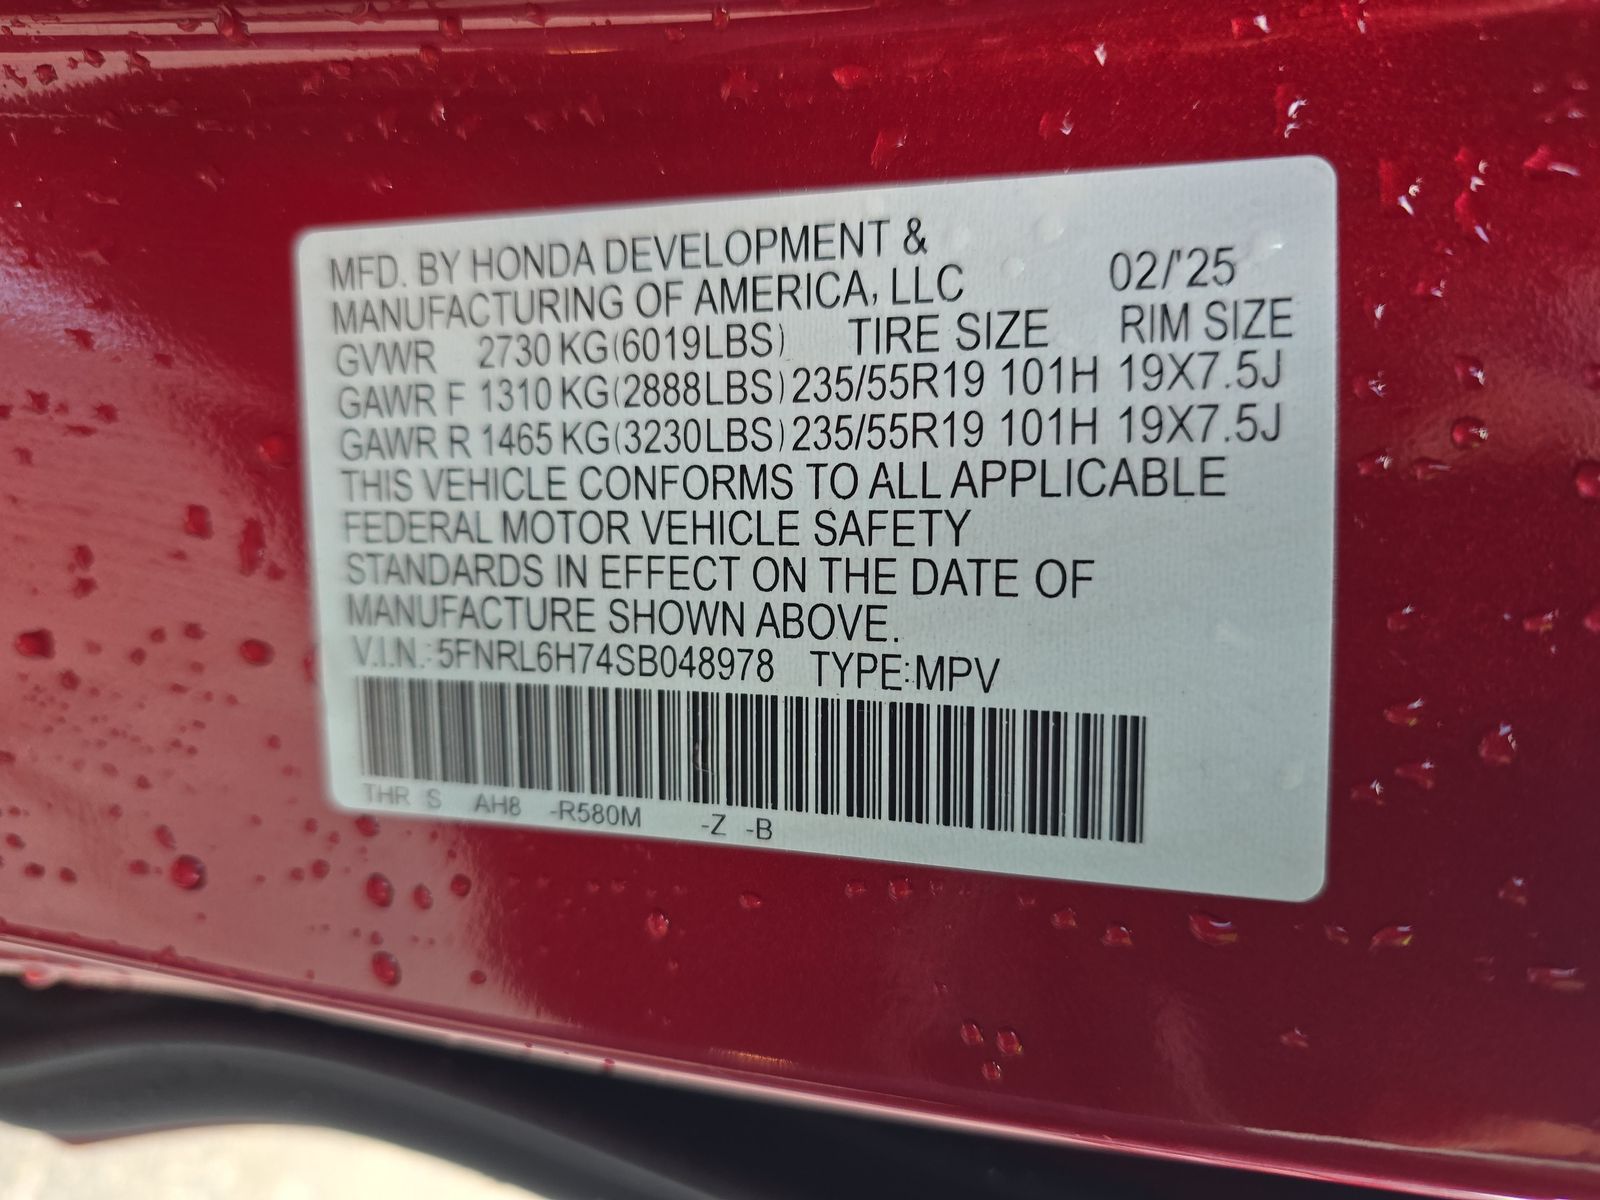 MFD. BY HONDA DEVELOPMENT &
MANUFACTURING OF AMERICA, LLC 02/'25
GVWR 2730 KG(6019LBS) TIRE SIZE RIM SIZE
GAWR F 1310 KG(2888LBS) 235/55R19 101H 19X7.5J
GAWR R 1465 KG(3230LBS) 235/55R19 101H 19X7.5J
THIS VEHICLE CONFORMS TO ALL APPLICABLE
FEDERAL MOTOR VEHICLE SAFETY
STANDARDS IN EFFECT ON THE DATE OF
MANUFACTURE SHOWN ABOVE.
V.I.N.: 5FNRL6H74SB048978 TYPE:MPV
THR S AH8 -R580M -Z -B